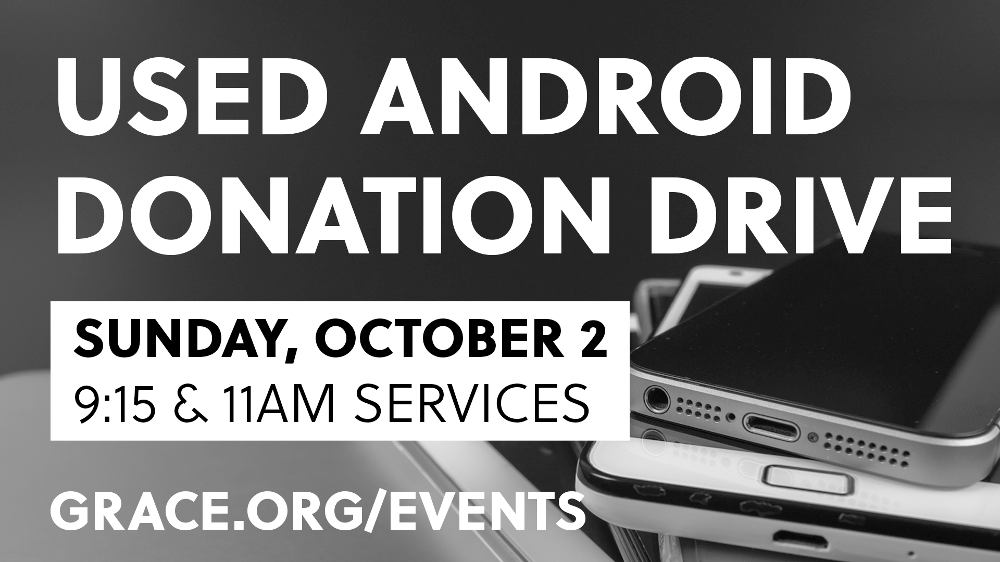 USED ANDROID
DONATION DRIVE
SUNDAY, OCTOBER 2
9:15 & 11AM SERVICES
GRACE.ORG/EVENTS